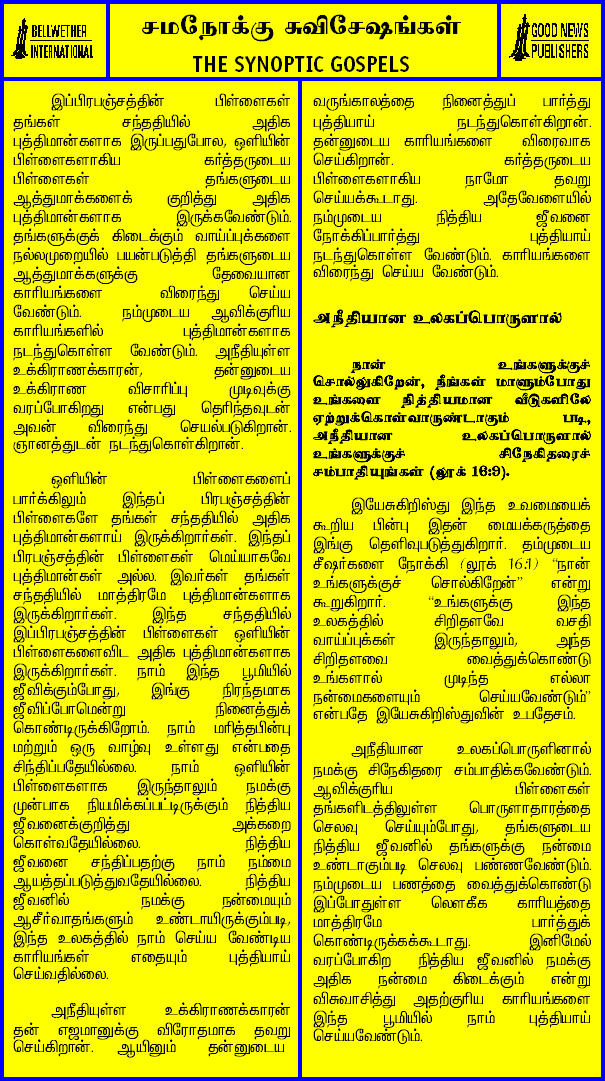 BELLWETHER
INTERNATIONAL
சமநோக்கு சுவிசேஷங்கள்
THE SYNOPTIC GOSPELS
GOOD NEWS
PUBLISHERS
இப்பிரபஞ்சத்தின் பிள்ளைகள்
தங்கள் சந்ததியில் அதிக
புத்திமான்களாக இருப்பதுபோல, ஒளியின்
பிள்ளைகளாகிய கர்த்தருடைய
பிள்ளைகள் தங்களுடைய
ஆத்துமாக்களைக் குறித்து அதிக
புத்திமான்களாக இருக்கவேண்டும்.
தங்களுக்குக் கிடைக்கும் வாய்ப்புக்களை
நல்லமுறையில் பயன்படுத்தி தங்களுடைய
ஆத்துமாக்களுக்கு தேவையான
காரியங்களை விரைந்து செய்ய
வேண்டும். நம்முடைய ஆவிக்குரிய
காரியங்களில் புத்திமான்களாக
நடந்துகொள்ள வேண்டும். அநீதியுள்ள
உக்கிராணக்காரன், தன்னுடைய
உக்கிராண விசாரிப்பு முடிவுக்கு
வரப்போகிறது என்பது தெரிந்தவுடன்
அவன் விரைந்து செயல்படுகிறான்.
ஞானத்துடன் நடந்துகொள்கிறான்.
ஒளியின் பிள்ளைகளைப்
பார்க்கிலும் இந்தப் பிரபஞ்சத்தின்
பிள்ளைகளே தங்கள் சந்ததியில் அதிக
புத்திமான்களாய் இருக்கிறார்கள். இந்தப்
பிரபஞ்சத்தின் பிள்ளைகள் மெய்யாகவே
புத்திமான்கள் அல்ல. இவர்கள் தங்கள்
சந்ததியில் மாத்திரமே புத்திமான்களாக
இருக்கிறார்கள். இந்த சந்ததியில்
இப்பிரபஞ்சத்தின் பிள்ளைகள் ஒளியின்
பிள்ளைகளைவிட அதிக புத்திமான்களாக
இருக்கிறார்கள். நாம் இந்த பூமியில்
ஜீவிக்கும்போது, இங்கு நிரந்தமாக
ஜீவிப்போமென்று நினைத்துக்
கொண்டிருக்கிறோம். நாம் மரித்தபின்பு
மற்றும் ஒரு வாழ்வு உள்ளது என்பதை
சிந்திப்பதேயில்லை. நாம் ஒளியின்
பிள்ளைகளாக இருந்தாலும் நமக்கு
முன்பாக நியமிக்கப்பட்டிருக்கும் நித்திய
ஜீவனைக்குறித்து அக்கறை
கொள்வதேயில்லை. நித்திய
ஜீவனை சந்திப்பதற்கு நாம் நம்மை
ஆயத்தப்படுத்துவதேயில்லை. நித்திய
ஜீவனில் நமக்கு நன்மையும்
ஆசீர்வாதங்களும் உண்டாயிருக்கும்படி,
இந்த உலகத்தில் நாம் செய்ய வேண்டிய
காரியங்கள் எதையும் புத்தியாய்
செய்வதில்லை.
அநீதியுள்ள உக்கிராணக்காரன்
தன் எஜமானுக்கு விரோதமாக தவறு
செய்கிறான். ஆயினும் தன்னுடைய
வருங்காலத்தை நினைத்துப் பார்த்து
புத்தியாய் நடந்துகொள்கிறான்.
தன்னுடைய காரியங்களை விரைவாக
செய்கிறான். கர்த்தருடைய
பிள்ளைகளாகிய நாமோ தவறு
செய்யக்கூடாது. அதேவேளையில்
நம்முடைய நித்திய ஜீவனை
நோக்கிப்பார்த்து புத்தியாய்
நடந்துகொள்ள வேண்டும். காரியங்களை
விரைந்து செய்ய வேண்டும்.
அநீதியான உலகப்பொருளால்
நான் உங்களுக்குச்
சொல்லுகிறேன், நீங்கள் மாளும்போது
உங்களை நித்தியமான வீடுகளிலே
ஏற்றுக்கொள்வாருண்டாகும் படி,
அநீதியான உலகப்பொருளால்
உங்களுக்குச் சிநேகிதரைச்
சம்பாதியுங்கள் (லூக் 16:9).
இயேசுகிறிஸ்து இந்த உவமையைக்
கூறிய பின்பு இதன் மையக்கருத்தை
இங்கு தெளிவுபடுத்துகிறார். தம்முடைய
சீஷர்களை நோக்கி (லூக் 16:1) “நான்
உங்களுக்குச் சொல்கிறேன்” என்று
கூறுகிறார். “உங்களுக்கு இந்த
உலகத்தில் சிறிதளவே வசதி
வாய்ப்புக்கள் இருந்தாலும், அந்த
சிறிதளவை வைத்துக்கொண்டு
உங்களால் முடிந்த எல்லா
நன்மைகளையும் செய்யவேண்டும்”
என்பதே இயேசுகிறிஸ்துவின் உபதேசம்.
அநீதியான உலகப்பொருளினால்
நமக்கு சிநேகிதரை சம்பாதிக்கவேண்டும்.
ஆவிக்குரிய பிள்ளைகள்
தங்களிடத்திலுள்ள பொருளாதாரத்தை
செலவு செய்யும்போது, தங்களுடைய
நித்திய ஜீவனில் தங்களுக்கு நன்மை
உண்டாகும்படி செலவு பண்ணவேண்டும்.
நம்முடைய பணத்தை வைத்துக்கொண்டு
இப்போதுள்ள லௌகீக காரியத்தை
மாத்திரமே பார்த்துக்
கொண்டிருக்கக்கூடாது. இனிமேல்
வரப்போகிற நித்திய ஜீவனில் நமக்கு
அதிக நன்மை கிடைக்கும் என்று
விசுவாசித்து அதற்குரிய காரியங்களை
இந்த பூமியில் நாம் புத்தியாய்
செய்யவேண்டும்.